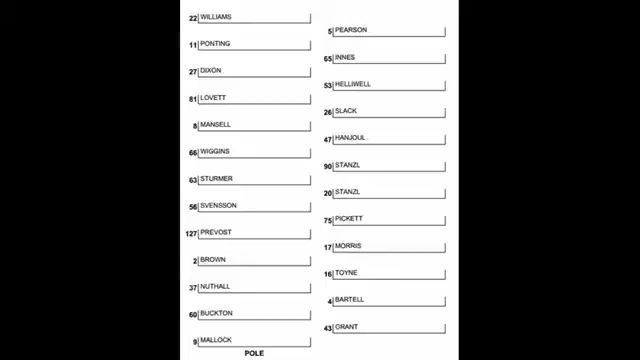 22 WILLIAMS
5 PEARSON
11 PONTING
65 INNES
27 DIXON
53 HELLIWELL
81 LOVETT
26 SLACK
8 MANSELL
47 HANJOUL
66 WIGGINS
90 STANZL
63 STURMER
20 STANZL
56 SVENSSON
75 PICKETT
127 PREVOST
17 MORRIS
2 BROWN
16 TOYNE
37 NUTHALL
4 BARTELL
60 BUCKTON
43 GRANT
9 MALLOCK
POLE